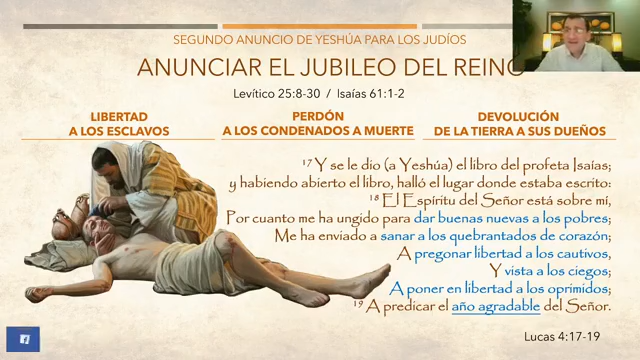 SEGUNDO ANUNCIO DE YESHÚA PARA LOS JUDÍOS
ANUNCIAR EL JUBILEO DEL REINO
Levítico 25:8-30 / Isaías 61:1-2
LIBERTAD
A LOS ESCLAVOS
PERDÓN
A LOS CONDENADOS A MUERTE
DEVOLUCIÓN
DE LA TIERRA A SUS DUEÑOS
17 Y se le dio (a Yeshúa) el libro del profeta Isaías;
y habiendo abierto el libro, halló el lugar donde estaba escrito:
18 El Espíritu del Señor está sobre mí,
Por cuanto me ha ungido para dar buenas nuevas a los pobres;
Me ha enviado a sanar a los quebrantados de corazón;
A pregonar libertad a los cautivos,
Y vista a los ciegos;
A poner en libertad a los oprimidos;
19 A predicar el año agradable del Señor.
Lucas 4:17-19